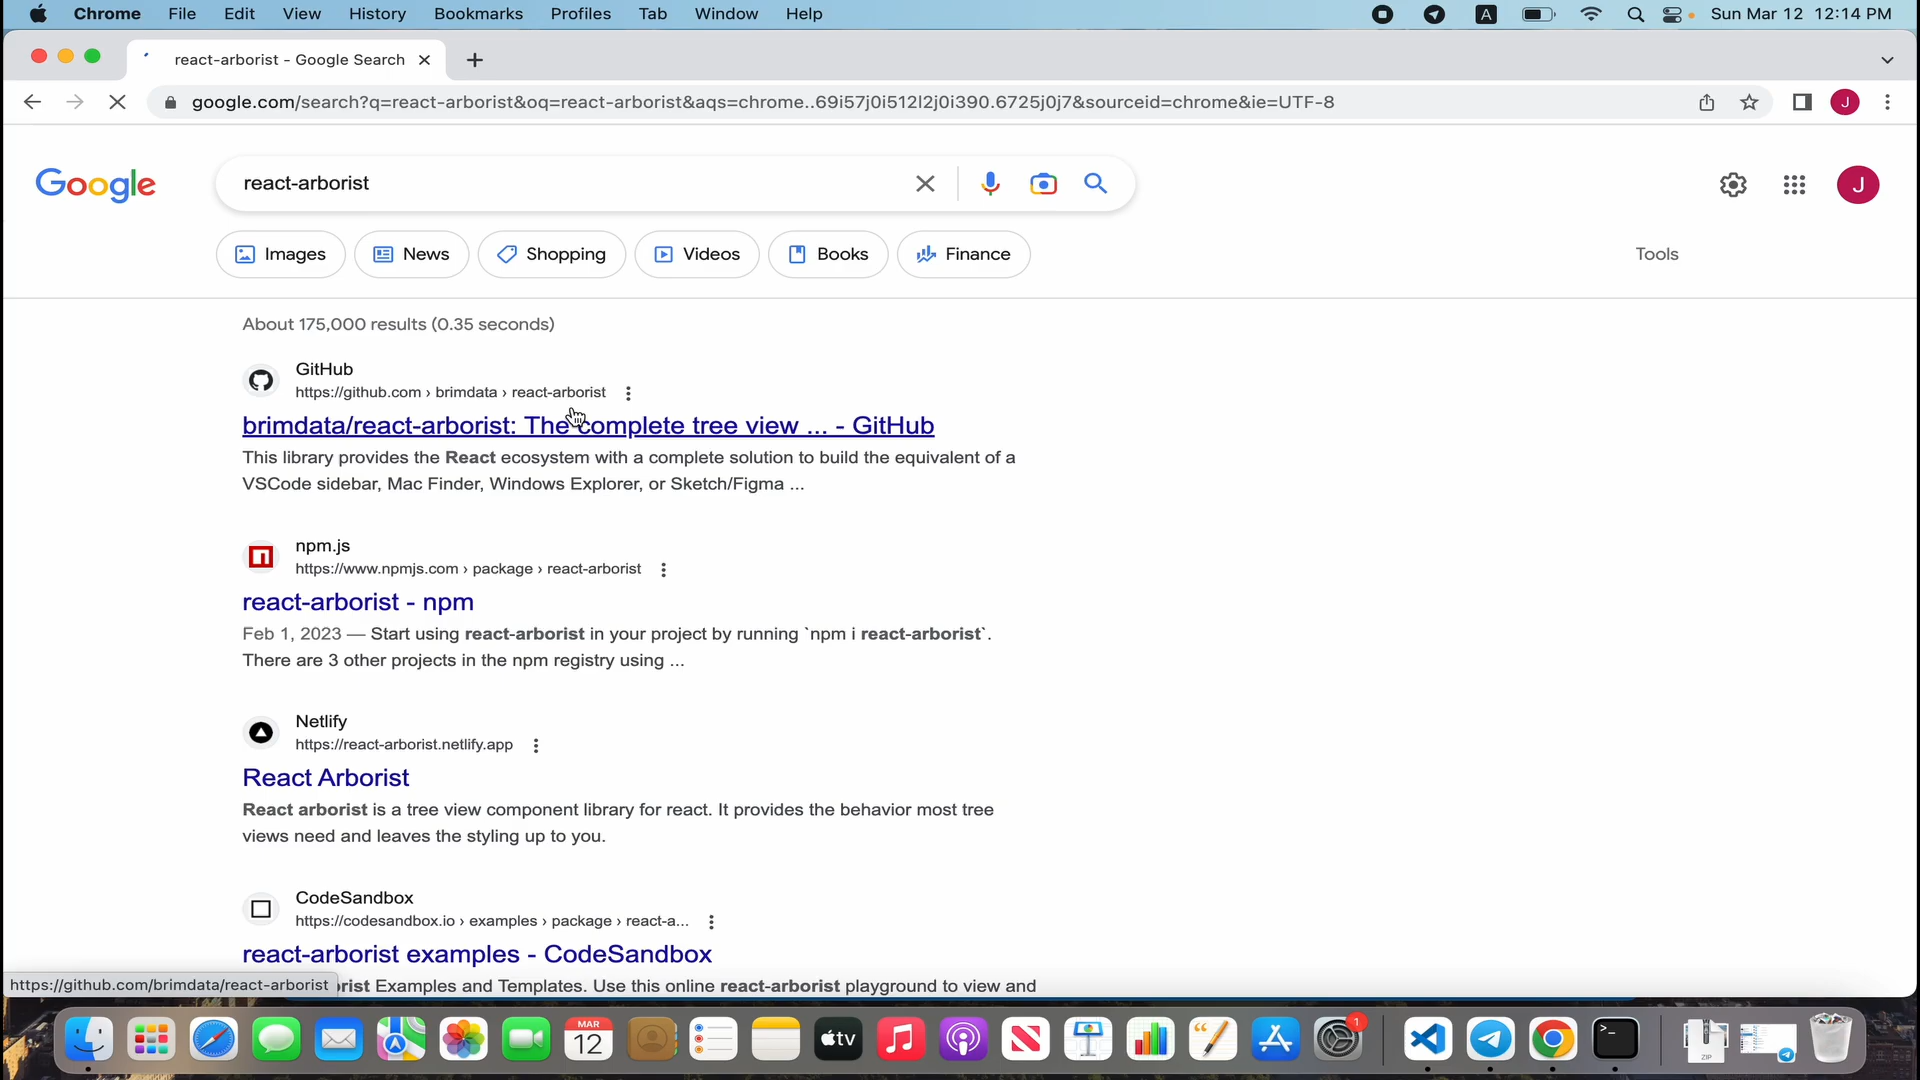 Chrome File Edit View History Bookmarks Profiles Tab Window Help A Sun Mar 12 12:14 PM
react-arborist - Google Search
google.com/search?q=react-arborist&oq=react-arborist&aqs=chrome..69i57j0i512l2j0i390.6725j0j7&sourceid=chrome&ie=UTF-8 J
Google react-arborist J
Images News Shopping Videos Books Finance Tools
About 175,000 results (0.35 seconds)
GitHub
https://github.com › brimdata › react-arborist
brimdata/react-arborist: The complete tree view ... - GitHub
This library provides the React ecosystem with a complete solution to build the equivalent of a
VSCode sidebar, Mac Finder, Windows Explorer, or Sketch/Figma ...
npm.js
https://www.npmjs.com › package › react-arborist
react-arborist - npm
Feb 1, 2023 — Start using react-arborist in your project by running `npm i react-arborist`.
There are 3 other projects in the npm registry using ...
Netlify
https://react-arborist.netlify.app
React Arborist
React arborist is a tree view component library for react. It provides the behavior most tree
views need and leaves the styling up to you.
CodeSandbox
https://codesandbox.io › examples › package › react-a...
react-arborist examples - CodeSandbox
https://github.com/brimdata/react-arborist rist Examples and Templates. Use this online react-arborist playground to view and
MAR
12
tv
1
ZIP